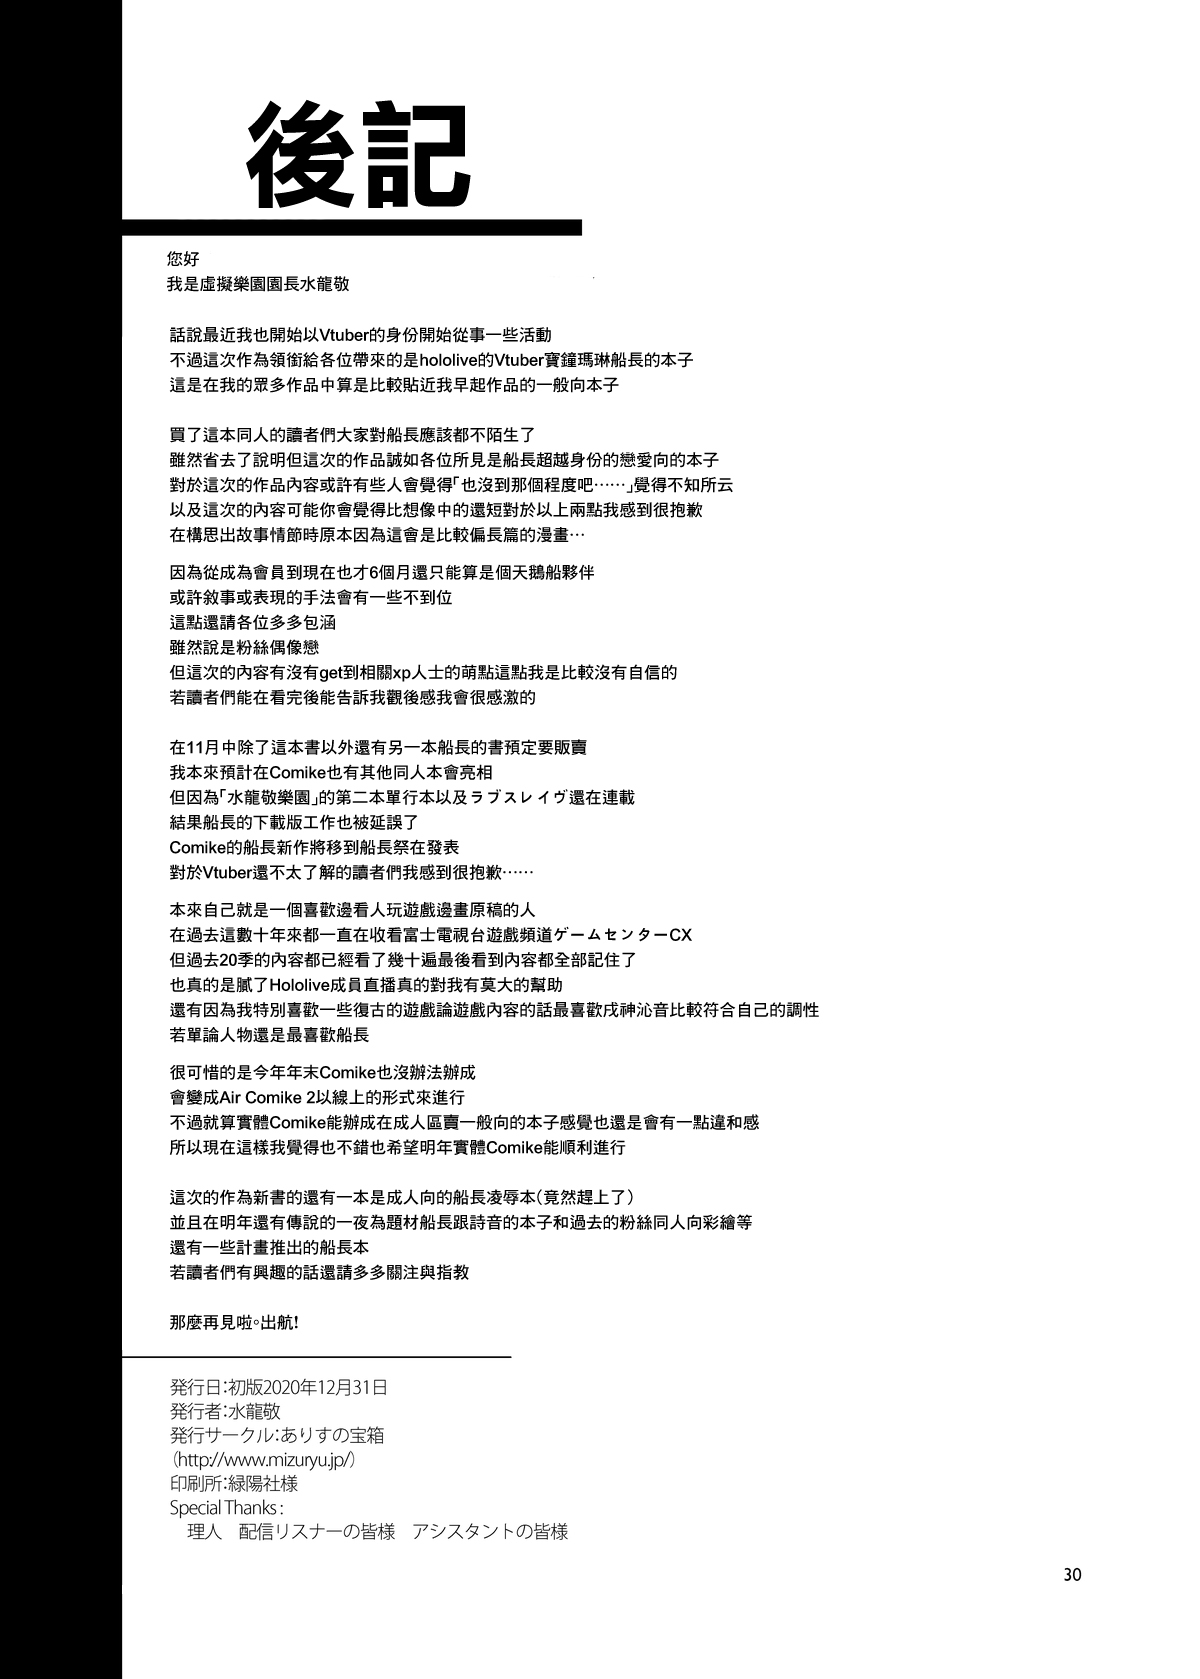 後記
您好
我是虛擬樂園園長水龍敬
話說最近我也開始以Vtuber的身份開始從事一些活動
不過這次作為領銜給各位帶來的是hololive的Vtuber寶鐘瑪琳船長的本子
這是在我的眾多作品中算是比較貼近我早起作品的一般向本子
買了這本同人的讀者們大家對船長應該都不陌生了
雖然省去了說明但這次的作品誠如各位所見是船長超越身份的戀愛向的本子
對於這次的作品內容或許有些人會覺得「也沒到那個程度吧……」覺得不知所云
以及這次的內容可能你會覺得比想像中的還短對於以上兩點我感到很抱歉
在構思出故事情節時原本因為這會是比較偏長篇的漫畫…
因為從成為會員到現在也才6個月還只能算是個天鵝船夥伴
或許敘事或表現的手法會有一些不到位
這點還請各位多多包涵
雖然說是粉絲偶像戀
但這次的內容有沒有get到相關xp人士的萌點這點我是比較沒有自信的
若讀者們能在看完後能告訴我觀後感我會很感激的
在11月中除了這本書以外還有另一本船長的書預定要販賣
我本來預計在Comike也有其他同人本會亮相
但因為「水龍敬樂園」的第二本單行本以及ラブスレイヴ還在連載
結果船長的下載版工作也被延誤了
Comike的船長新作將移到船長祭在發表
對於Vtuber還不太了解的讀者們我感到很抱歉……
本來自己就是一個喜歡邊看人玩遊戲邊畫原稿的人
在過去這數十年來都一直在收看富士電視台遊戲頻道ゲームセンターCX
但過去20季的內容都已經看了幾十遍最後看到內容都全部記住了
也真的是膩了Hololive成員直播真的對我有莫大的幫助
還有因為我特別喜歡一些復古的遊戲論遊戲內容的話最喜歡戌神沁音比較符合自己的調性
若單論人物還是最喜歡船長
很可惜的是今年年末Comike也沒辦法辦成
會變成Air Comike 2以線上的形式來進行
不過就算實體Comike能辦成在成人區賣一般向的本子感覺也還是會有一點違和感
所以現在這樣我覺得也不錯也希望明年實體Comike能順利進行
這次的作為新書的還有一本是成人向的船長凌辱本(竟然趕上了)
並且在明年還有傳說的一夜為題材船長跟詩音的本子和過去的粉絲同人向彩繪等
還有一些計畫推出的船長本
若讀者們有興趣的話還請多多關注與指教
那麼再見啦。出航!
発行日:初版2020年12月31日
発行者:水龍敬
発行サークル:ありすの宝箱
(http://www.mizuryu.jp/)
印刷所:緑陽社様
Special Thanks :
理人　配信リスナーの皆様　アシスタントの皆様
30